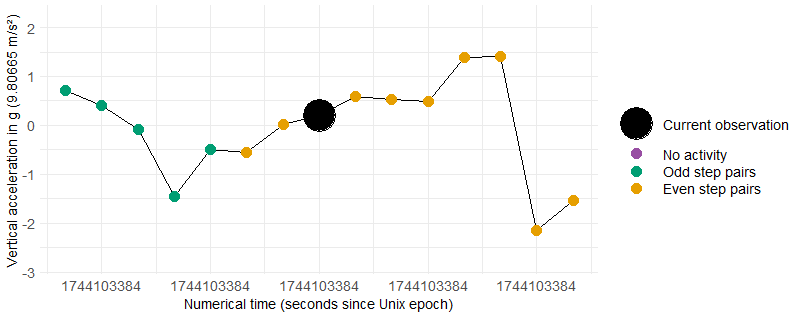 Vertical acceleration in g (9.80665 m/s²)
2
1
0
-1
-2
-3
1744103384 1744103384 1744103384 1744103384 1744103384
Numerical time (seconds since Unix epoch)
Current observation
No activity
Odd step pairs
Even step pairs